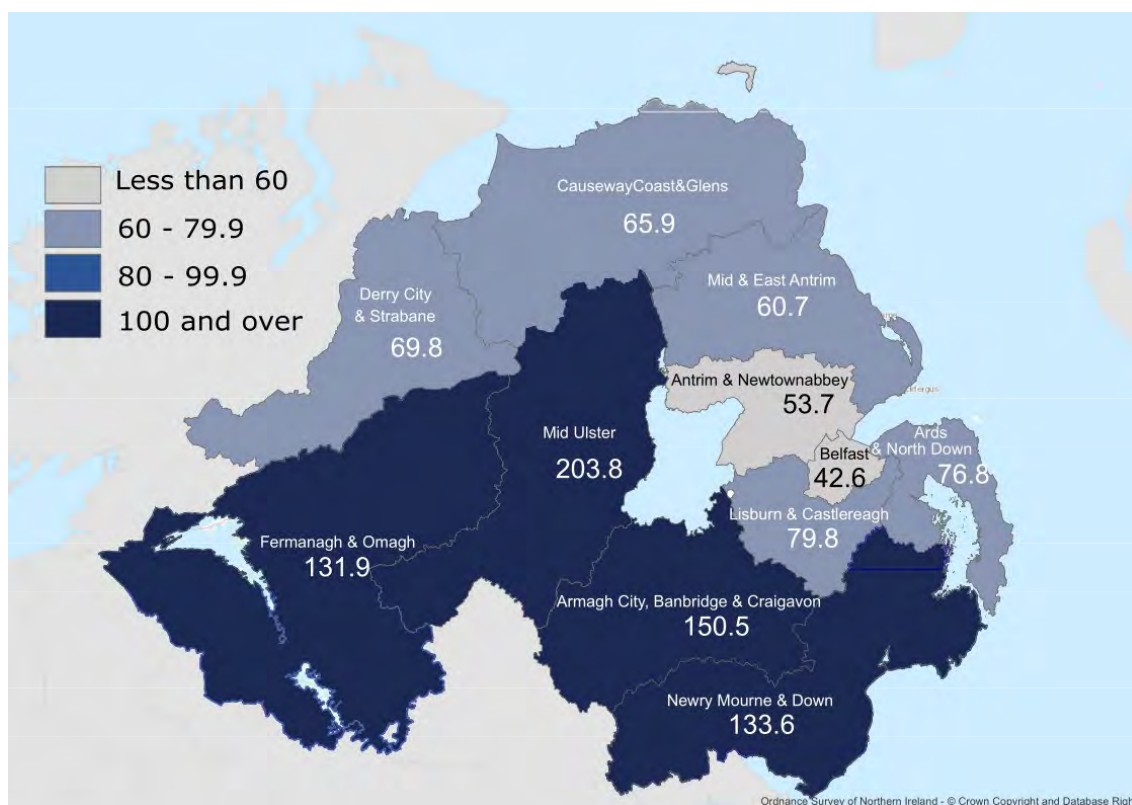 Less than 60
60 - 79.9
80 - 99.9
100 and over
CausewayCoast&Glens
65.9
Mid & East Antrim
60.7
Derry City
& Strabane
69.8
Antrim & Newtownabbey
53.7
Mid Ulster
203.8
Belfast
42.6
Ards
& North Down
76.8
Lisburn & Castlereagh
79.8
Fermanagh & Omagh
131.9
Armagh City, Banbridge & Craigavon
150.5
Newry Mourne & Down
133.6
Ordnance Survey of Northern Ireland - © Crown Copyright and Database Righ